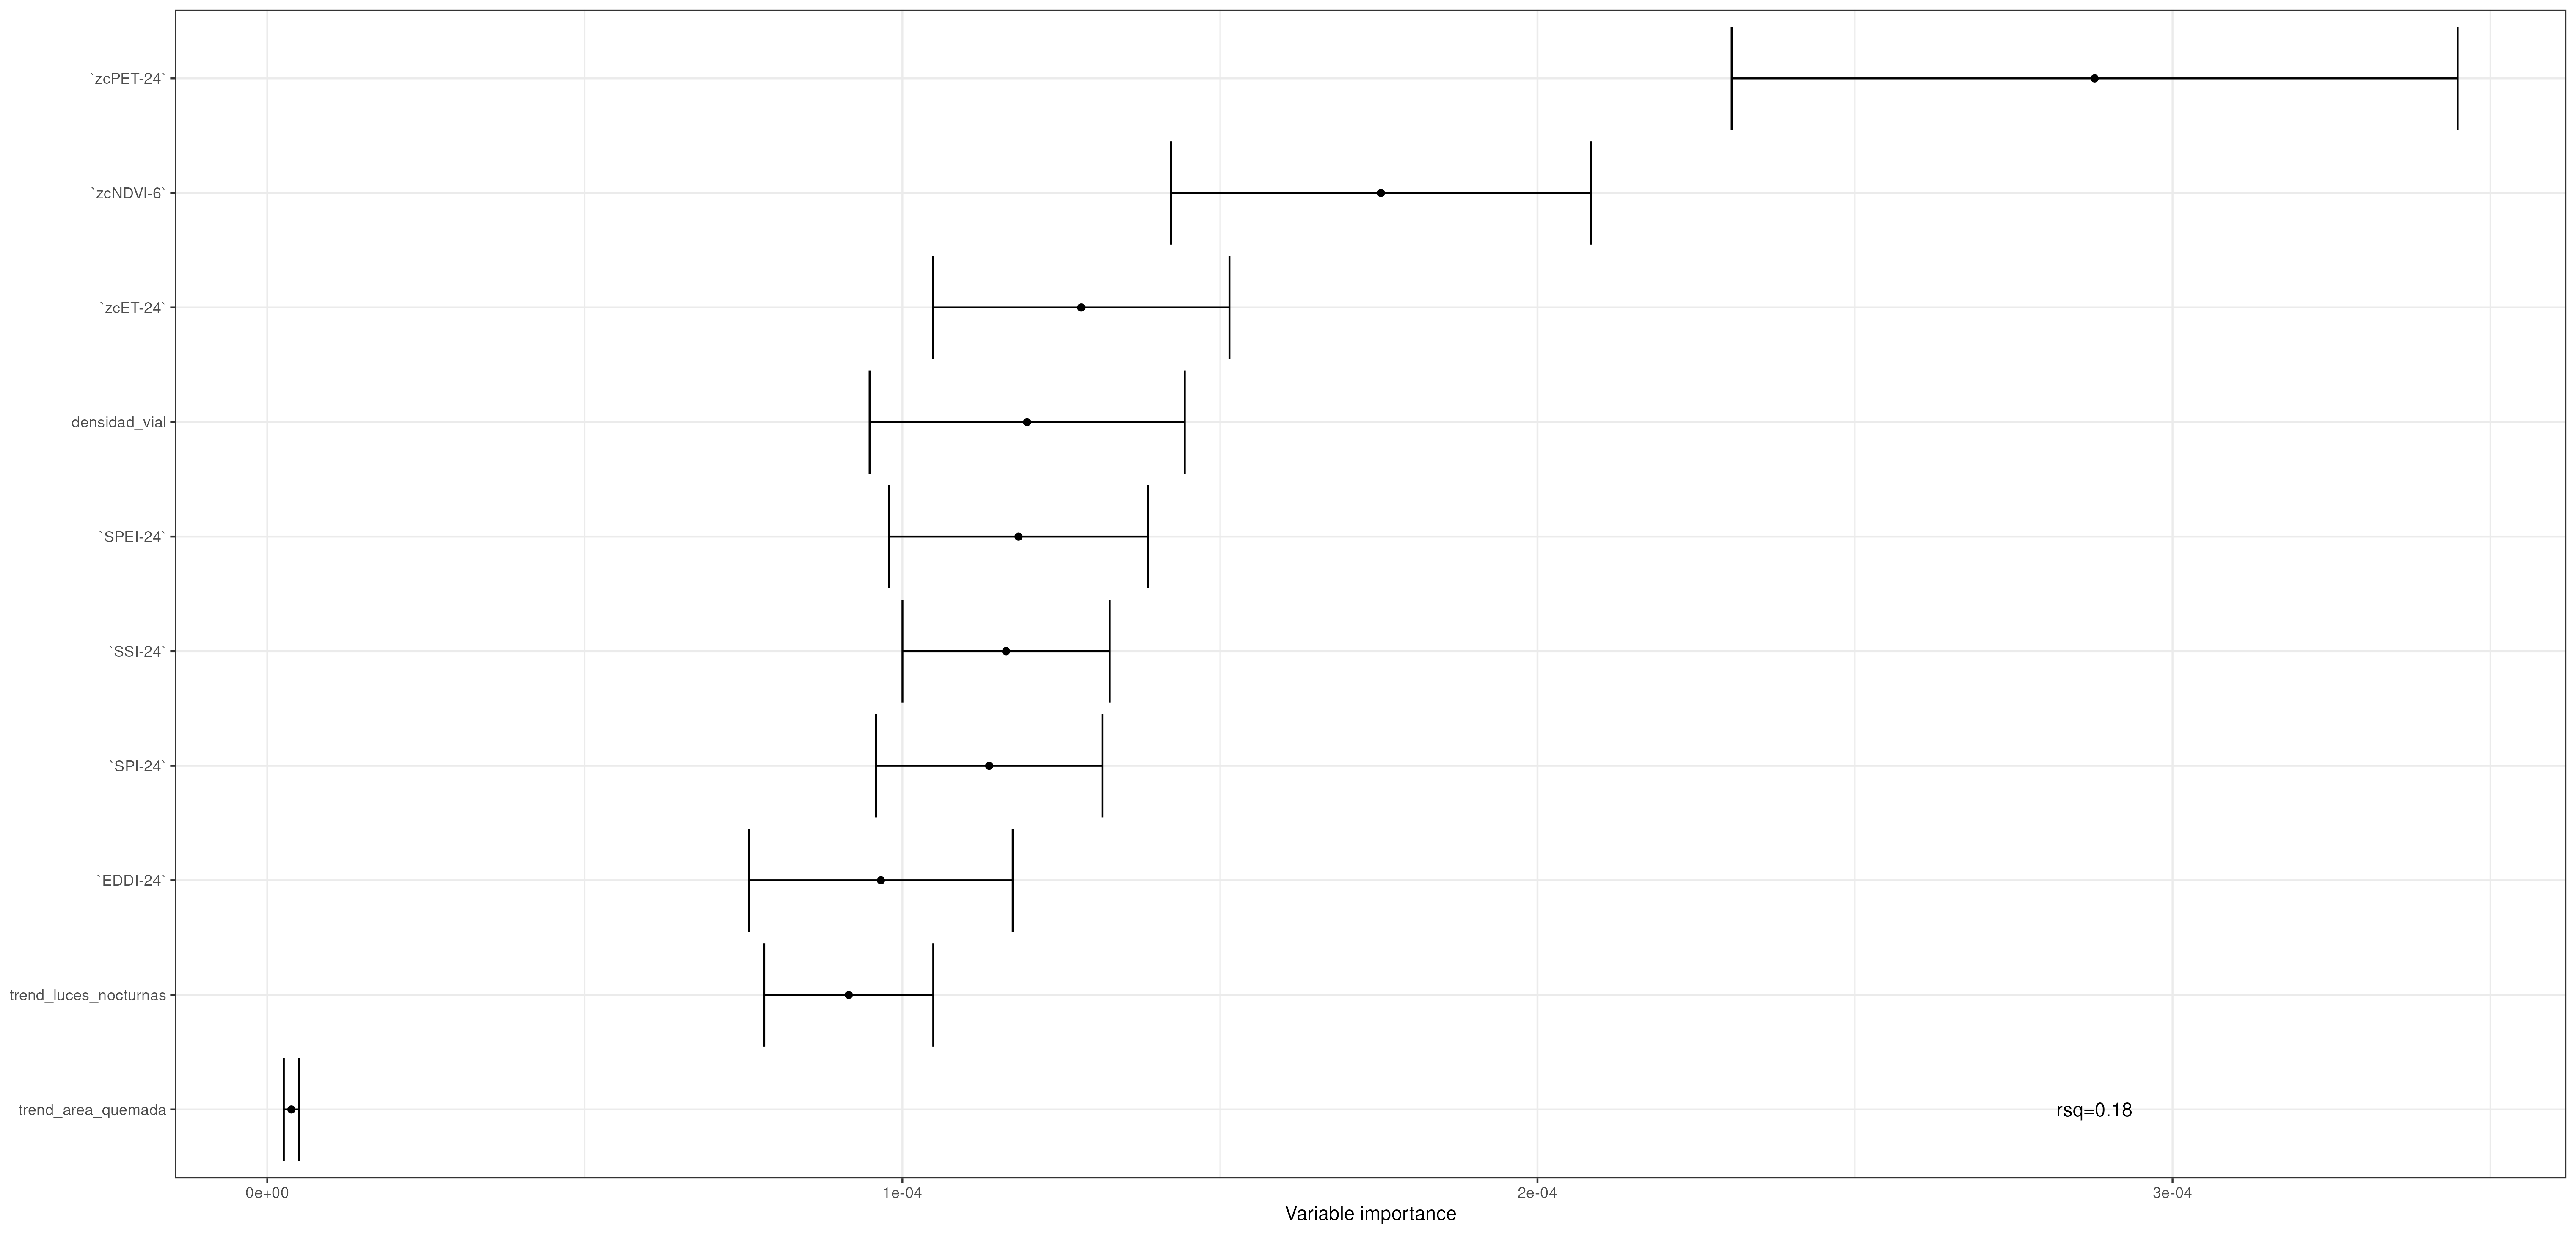 `zcPET-24`
`zcNDVI-6`
`zcET-24`
densidad_vial
`SPEI-24`
`SSI-24`
`SPI-24`
`EDDI-24`
trend_luces_nocturnas
trend_area_quemada
rsq=0.18
0e+00 1e-04 2e-04 3e-04
Variable importance